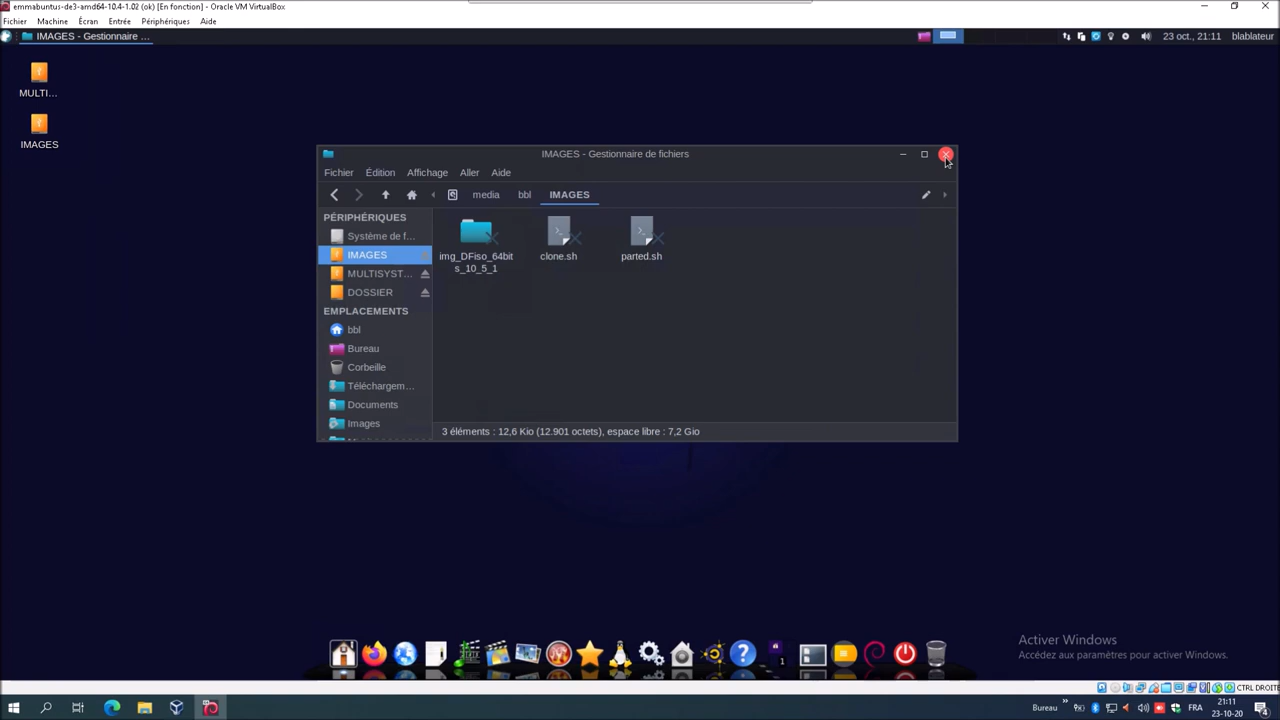 emmabuntus-de3-amd64-10.4-1.02 (ok) [En fonction] - Oracle VM VirtualBox
Fichier Machine Écran Entrée Périphériques Aide
IMAGES - Gestionnaire ...
23 oct., 21:11 blablateur
MULTI...
IMAGES
IMAGES - Gestionnaire de fichiers
Fichier Édition Affichage Aller Aide
media bbl IMAGES
PÉRIPHÉRIQUES
Système de f...
IMAGES
MULTISYST...
DOSSIER
EMPLACEMENTS
bbl
Bureau
Corbeille
Téléchargem...
Documents
Images
img_DFiso_64bit
s_10_5_1
clone.sh
parted.sh
3 éléments : 12,6 Kio (12.901 octets), espace libre : 7,2 Gio
Activer Windows
Accédez aux paramètres pour activer Windows.
CTRL DROITE
Bureau
FRA
21:11
23-10-20